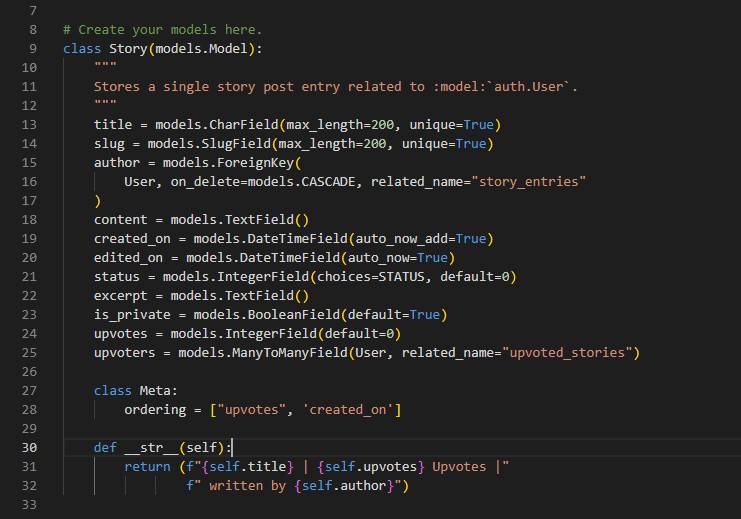 7
8 # Create your models here.
9 class Story(models.Model):
10 """
11 Stores a single story post entry related to :model:`auth.User`.
12 """
13 title = models.CharField(max_length=200, unique=True)
14 slug = models.SlugField(max_length=200, unique=True)
15 author = models.ForeignKey(
16 User, on_delete=models.CASCADE, related_name="story_entries"
17 )
18 content = models.TextField()
19 created_on = models.DateTimeField(auto_now_add=True)
20 edited_on = models.DateTimeField(auto_now=True)
21 status = models.IntegerField(choices=STATUS, default=0)
22 excerpt = models.TextField()
23 is_private = models.BooleanField(default=True)
24 upvotes = models.IntegerField(default=0)
25 upvoters = models.ManyToManyField(User, related_name="upvoted_stories")
26
27 class Meta:
28 ordering = ["upvotes", 'created_on']
29
30 def __str__(self):
31 return (f"{self.title} | {self.upvotes} Upvotes |"
32 f" written by {self.author}")
33